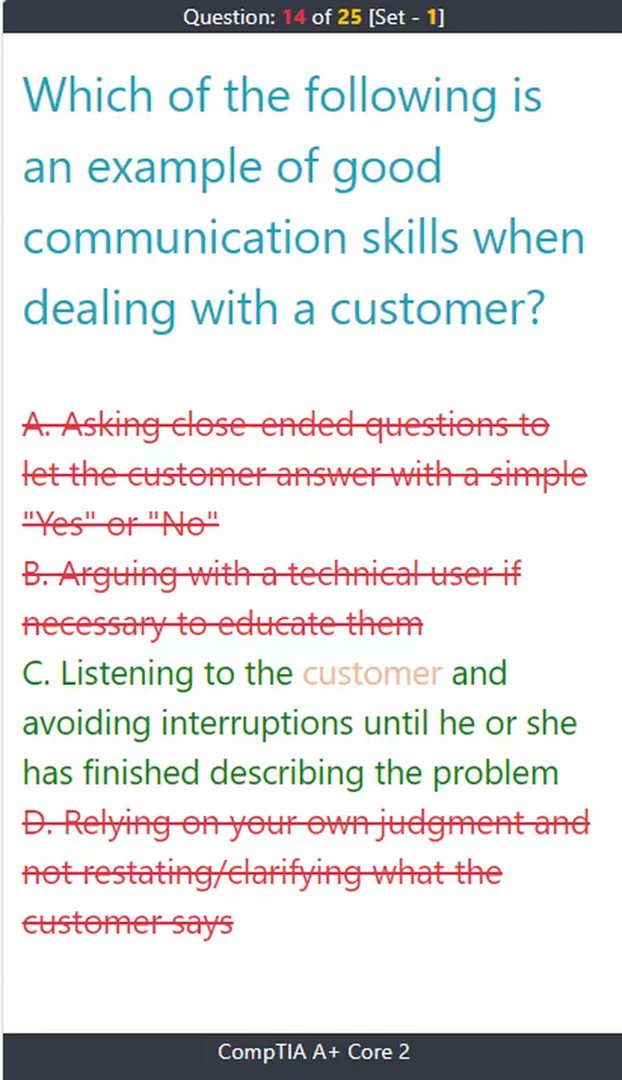 Question: 14 of 25 [Set - 1]
Which of the following is
an example of good
communication skills when
dealing with a customer?
A. Asking close-ended questions to
let the customer answer with a simple
"Yes" or "No"
B. Arguing with a technical user if
necessary to educate them
C. Listening to the customer and
avoiding interruptions until he or she
has finished describing the problem
D. Relying on your own judgment and
not restating/clarifying what the
customer says
CompTIA A+ Core 2